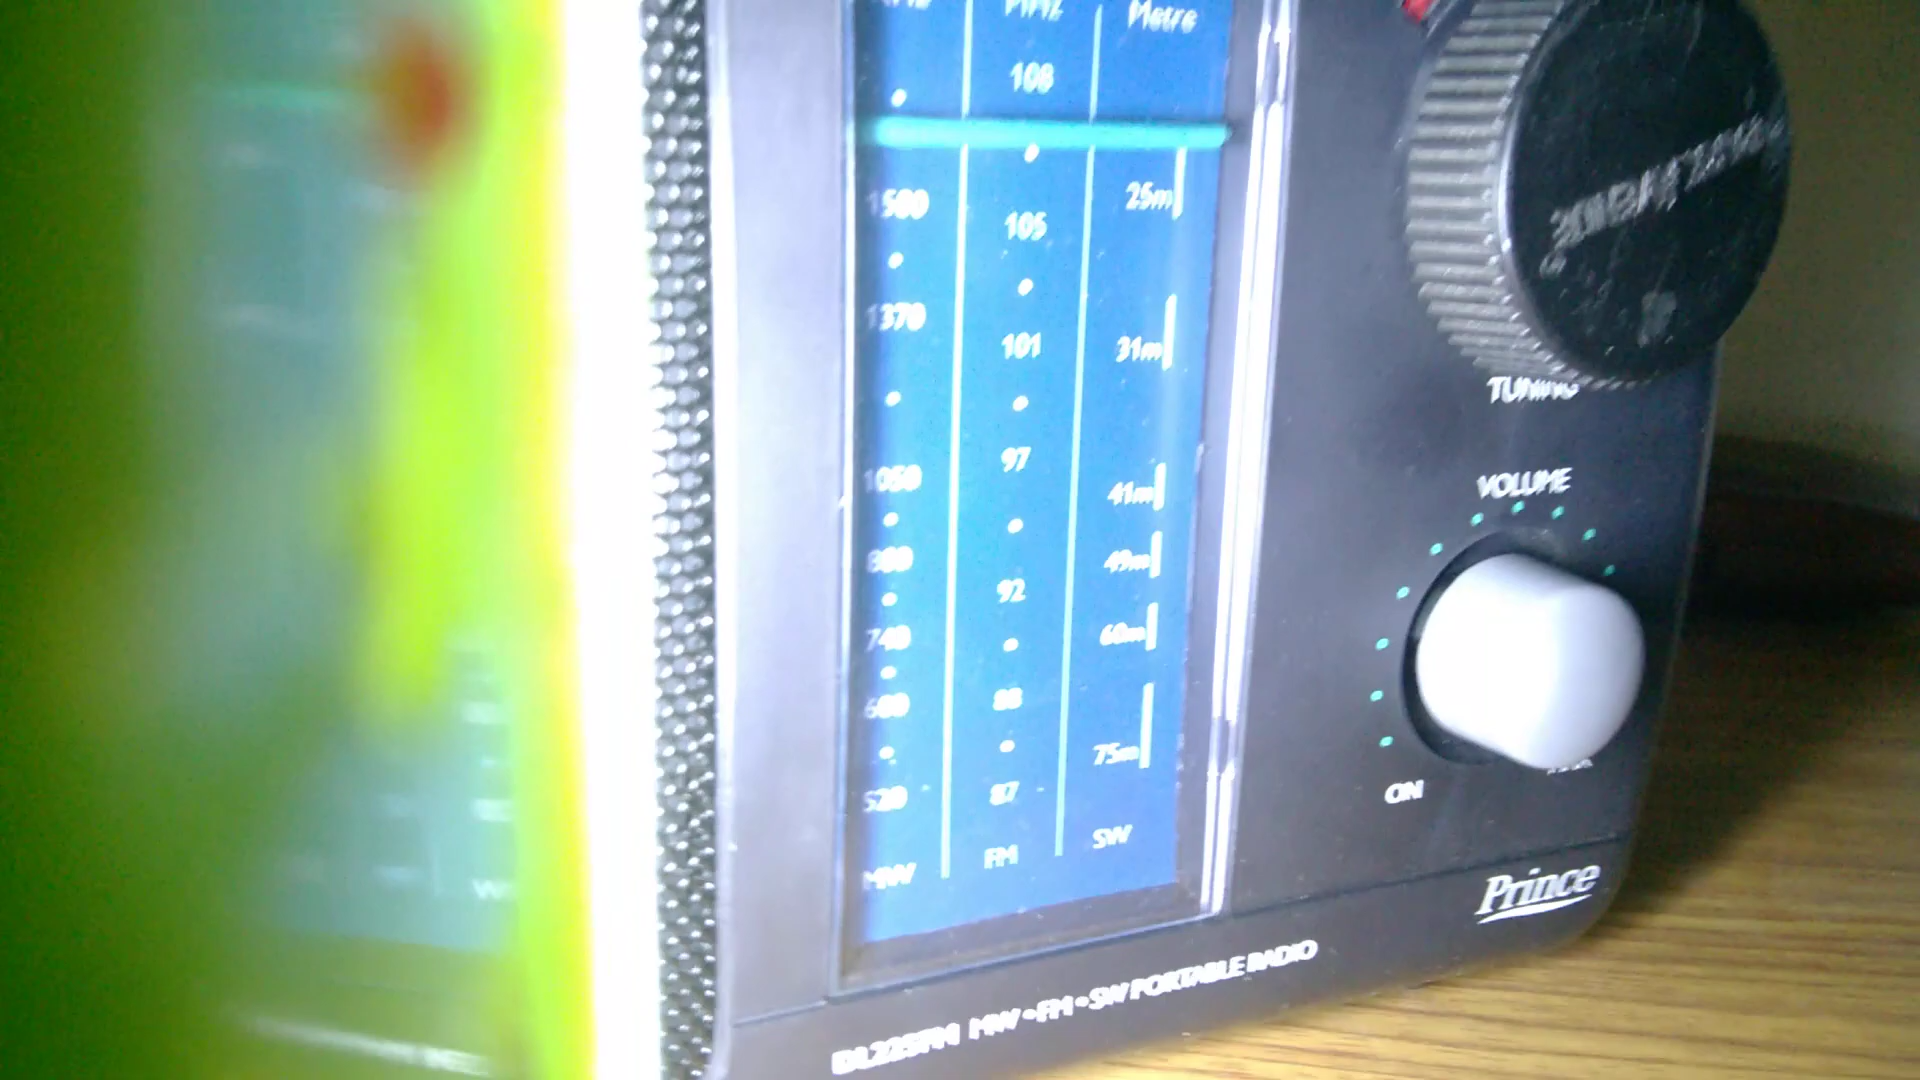 MHz Metre
108
25m
1500
105
1370
101
31m
97
1050
41m
49m
92
740
60m
88
600
75m
87
520
SW
FM
MW
TUNING
VOLUME
ON
Prince
DL225FM MW • FM • SW PORTABLE RADIO